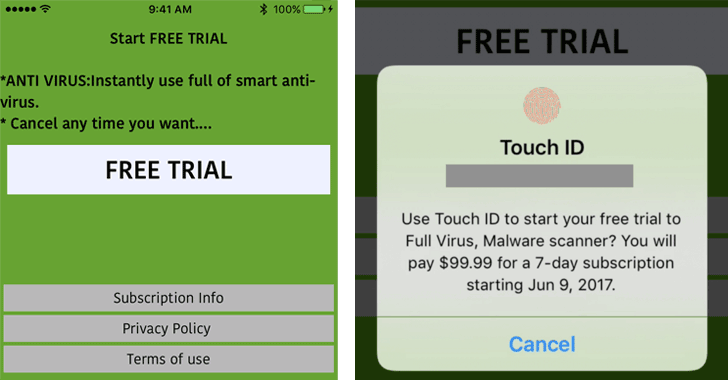 9:41 AM
100%
Start FREE TRIAL
*ANTI VIRUS:Instantly use full of smart anti-
virus.
* Cancel any time you want....
FREE TRIAL
Subscription Info
Privacy Policy
Terms of use
FREE TRIAL
Touch ID
Use Touch ID to start your free trial to
Full Virus, Malware scanner? You will
pay $99.99 for a 7-day subscription
starting Jun 9, 2017.
Cancel